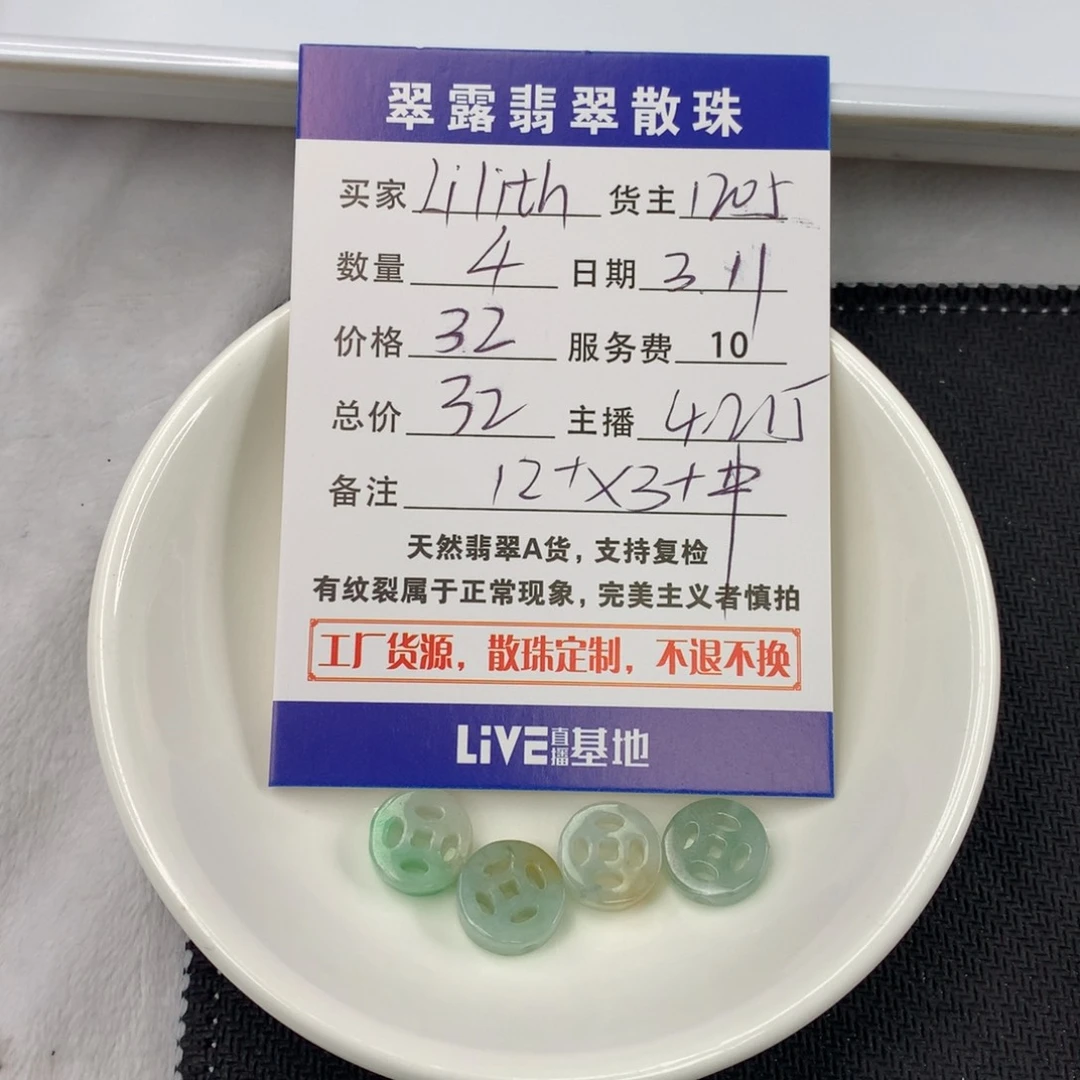 翠露翡翠散珠
买家 Lilith 货主 1205
数量 4 日期 3.11
价格 32 服务费 10
总价 32 主播
备注 12+X3+
天然翡翠A货，支持复检
有纹裂属于正常现象，完美主义者慎拍
工厂货源，散珠定制，不退不换
LiVE直播基地